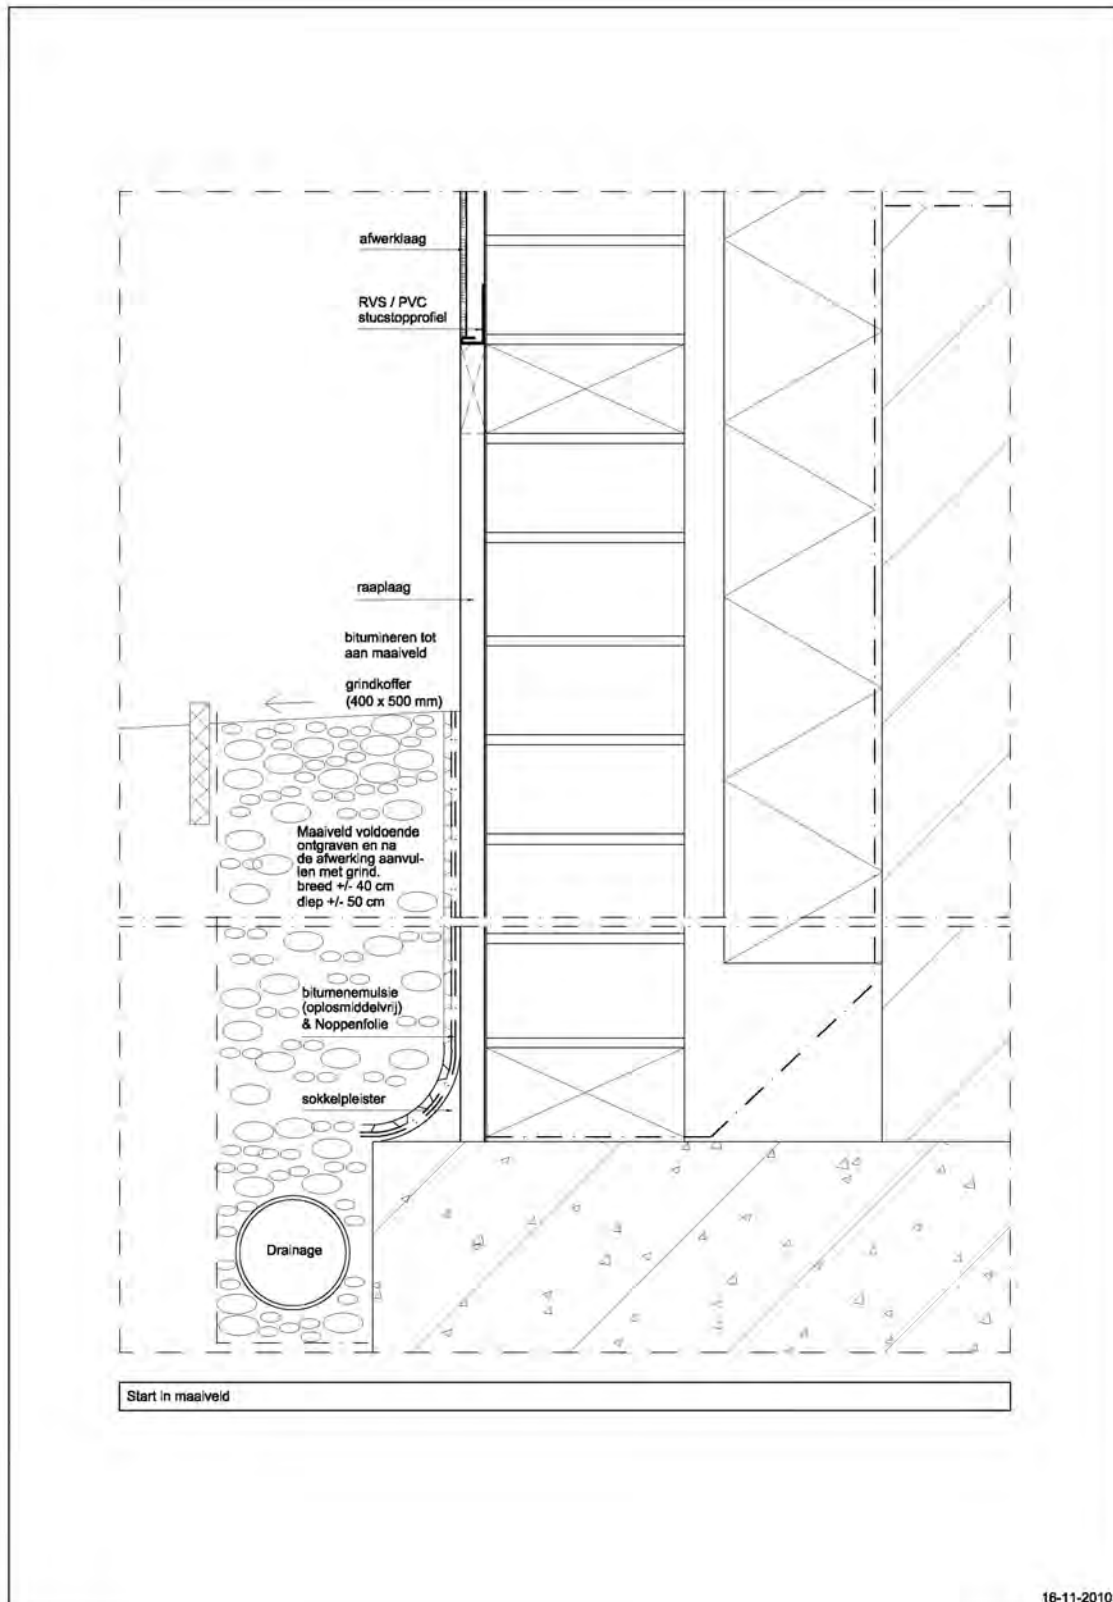 afwerklaag
RVS / PVC
stucstopprofiel
raaplaag
bitumineren tot
aan maaiveld
grindkoffer
(400 x 500 mm)
Maaiveld voldoende
ontgraven en na
de afwerking aanvul-
len met grind.
breed +/- 40 cm
diep +/- 50 cm
bitumenemulsie
(oplosmiddelvrij)
& Noppenfolie
sokkelpleister
Drainage
Start in maaiveld
16-11-2010